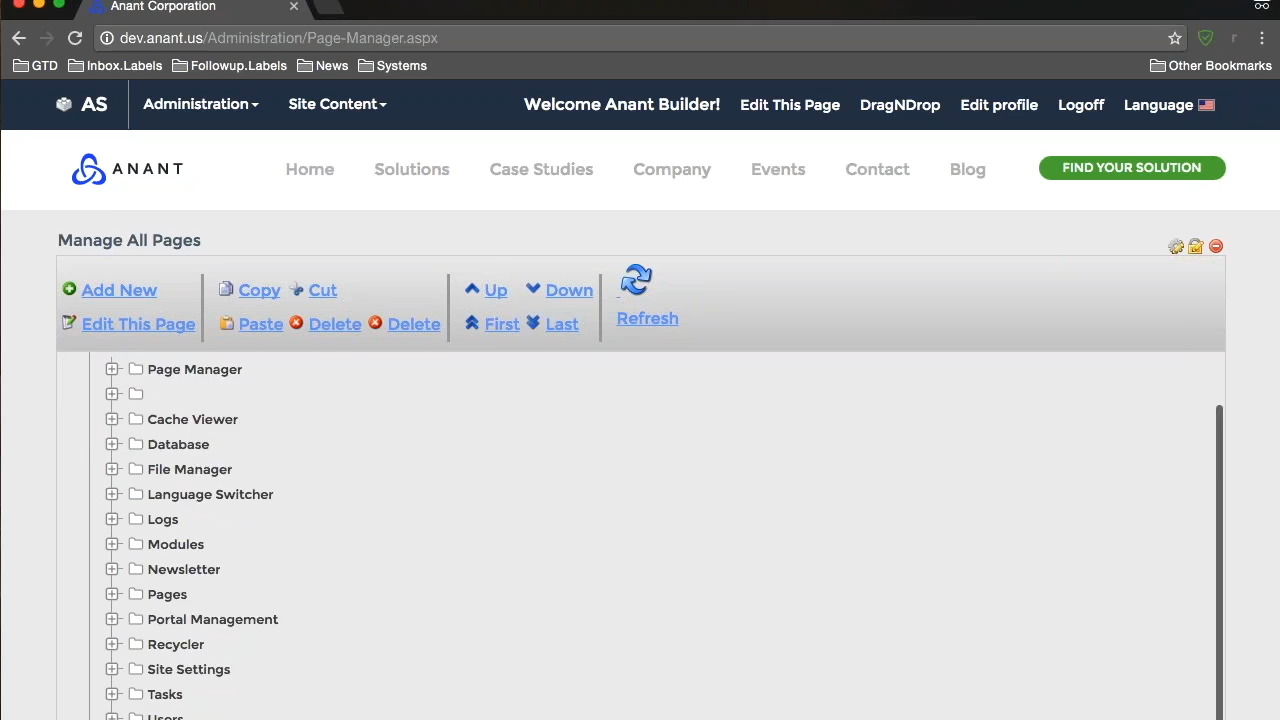 Anant Corporation
dev.anant.us/Administration/Page-Manager.aspx
GTD Inbox.Labels Followup.Labels News Systems Other Bookmarks
AS Administration Site Content Welcome Anant Builder! Edit This Page DragNDrop Edit profile Logoff Language
ANANT Home Solutions Case Studies Company Events Contact Blog FIND YOUR SOLUTION
Manage All Pages
Add New Copy Cut Up Down
Edit This Page Paste Delete Delete First Last Refresh
Page Manager
Cache Viewer
Database
File Manager
Language Switcher
Logs
Modules
Newsletter
Pages
Portal Management
Recycler
Site Settings
Tasks
Users